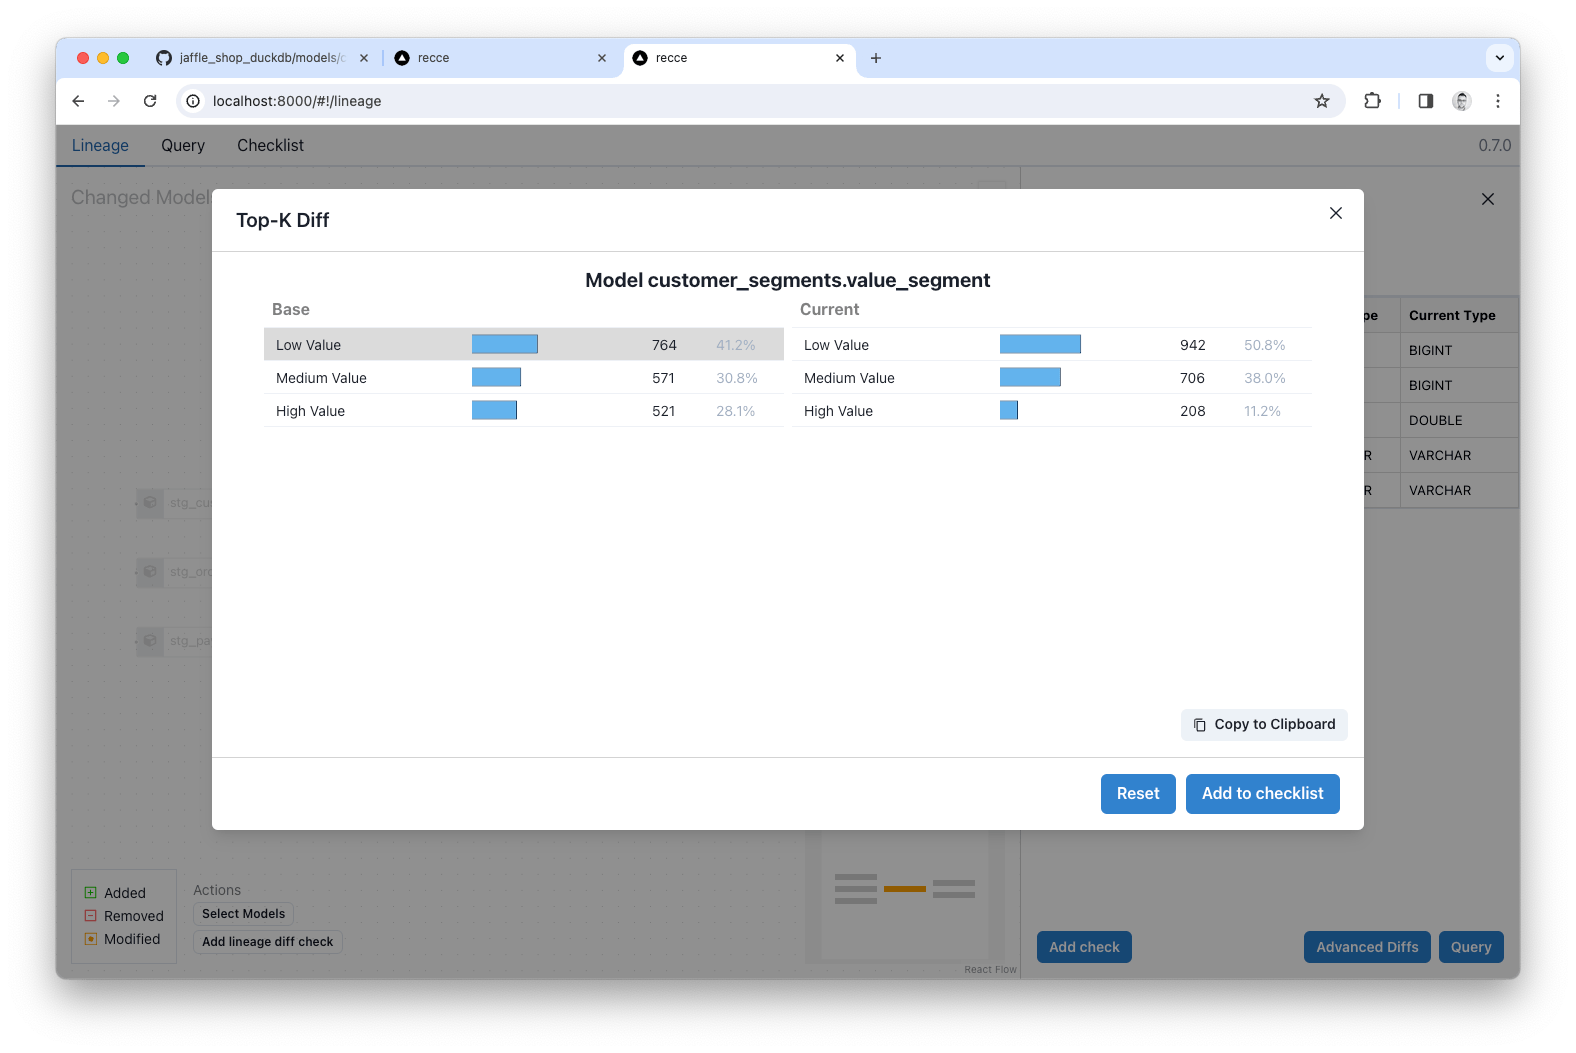 jaffle_shop_duckdb/models/c
recce
recce
localhost:8000/#!/lineage
Lineage Query Checklist 0.7.0
Changed Models
Top-K Diff
Model customer_segments.value_segment
Base Current
Low Value 764 41.2% Low Value 942 50.8%
Medium Value 571 30.8% Medium Value 706 38.0%
High Value 521 28.1% High Value 208 11.2%
pe Current Type
BIGINT
BIGINT
DOUBLE
R VARCHAR
R VARCHAR
stg_cus
stg_ord
stg_pa
Copy to Clipboard
Reset Add to checklist
Added
Removed
Modified
Actions
Select Models
Add lineage diff check
React Flow
Add check Advanced Diffs Query